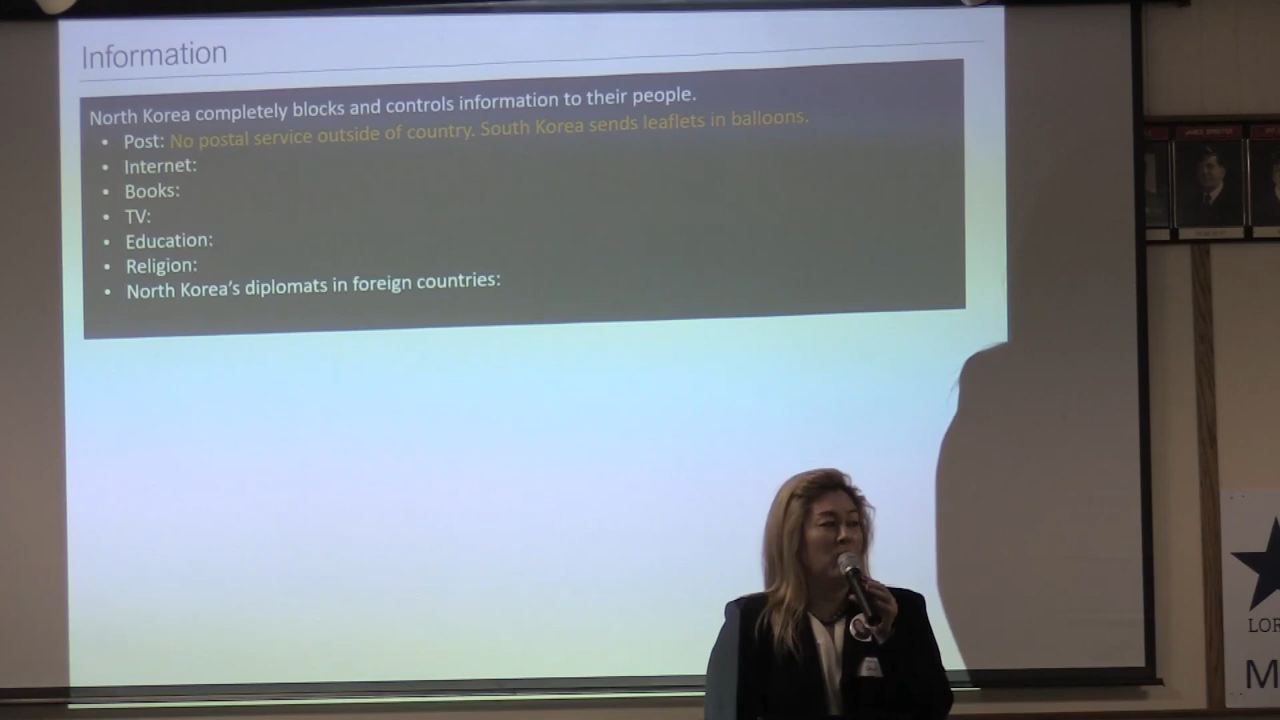 Information
North Korea completely blocks and controls information to their people.
• Post: No postal service outside of country. South Korea sends leaflets in balloons.
• Internet:
• Books:
• TV:
• Education:
• Religion:
• North Korea's diplomats in foreign countries:
LOR
M